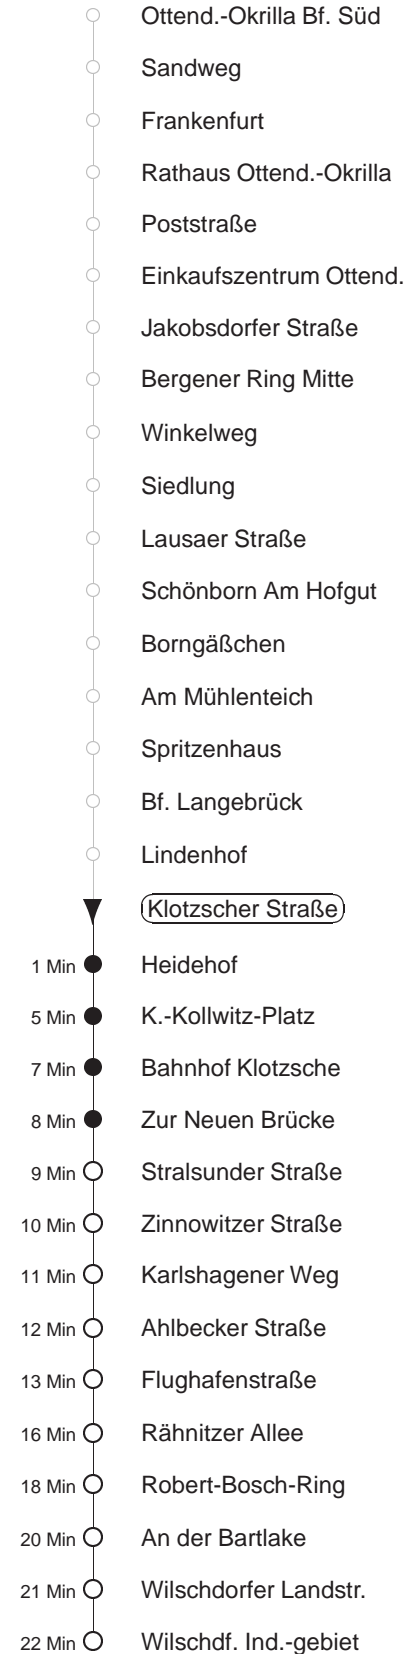 Ottend.-Okrilla Bf. Süd
Sandweg
Frankenfurt
Rathaus Ottend.-Okrilla
Poststraße
Einkaufszentrum Ottend.
Jakobsdorfer Straße
Bergener Ring Mitte
Winkelweg
Siedlung
Lausaer Straße
Schönborn Am Hofgut
Borngäßchen
Am Mühlenteich
Spritzenhaus
Bf. Langebrück
Lindenhof
Klotzscher Straße
1 Min Heidehof
5 Min K.-Kollwitz-Platz
7 Min Bahnhof Klotzsche
8 Min Zur Neuen Brücke
9 Min Stralsunder Straße
10 Min Zinnowitzer Straße
11 Min Karlshagener Weg
12 Min Ahlbecker Straße
13 Min Flughafenstraße
16 Min Rähnitzer Allee
18 Min Robert-Bosch-Ring
20 Min An der Bartlake
21 Min Wilschdorfer Landstr.
22 Min Wilschdf. Ind.-gebiet